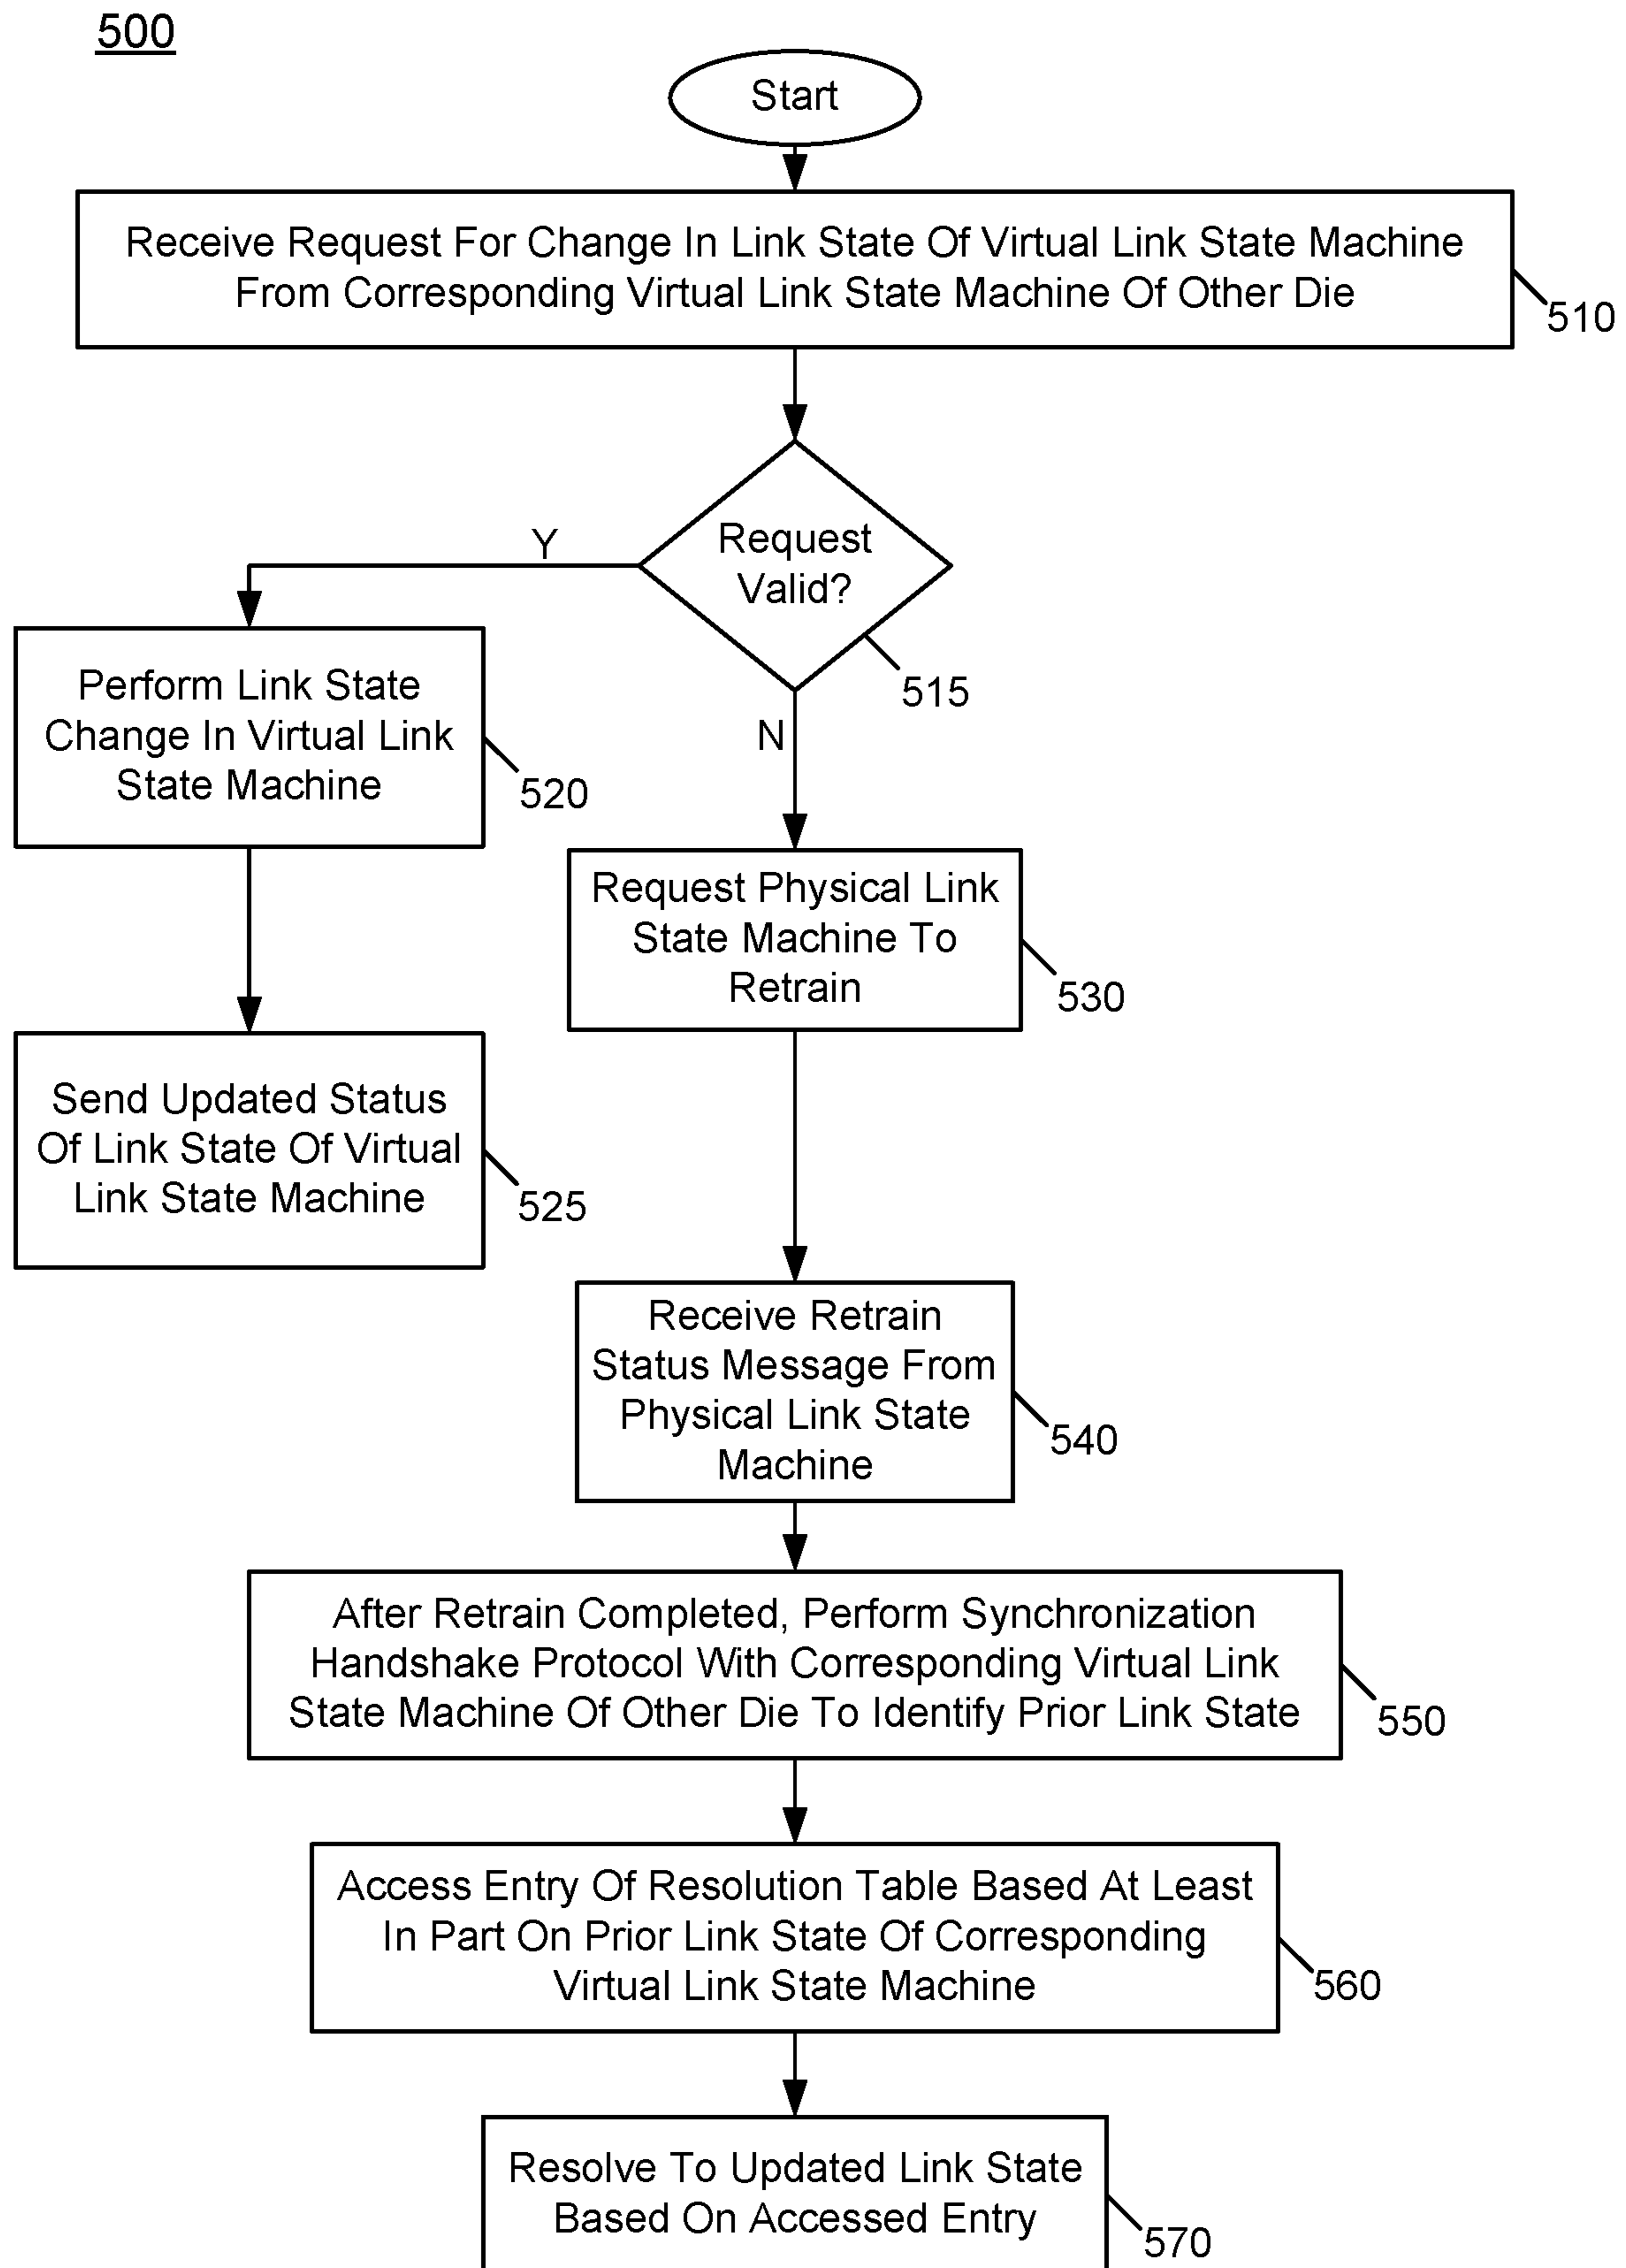 500
Start
Receive Request For Change In Link State Of Virtual Link State Machine
From Corresponding Virtual Link State Machine Of Other Die
510
Request
Valid?
515
Y
N
Perform Link State
Change In Virtual Link
State Machine
520
Send Updated Status
Of Link State Of Virtual
Link State Machine
525
Request Physical Link
State Machine To
Retrain
530
Receive Retrain
Status Message From
Physical Link State
Machine
540
After Retrain Completed, Perform Synchronization
Handshake Protocol With Corresponding Virtual Link
State Machine Of Other Die To Identify Prior Link State
550
Access Entry Of Resolution Table Based At Least
In Part On Prior Link State Of Corresponding
Virtual Link State Machine
560
Resolve To Updated Link State
Based On Accessed Entry
570